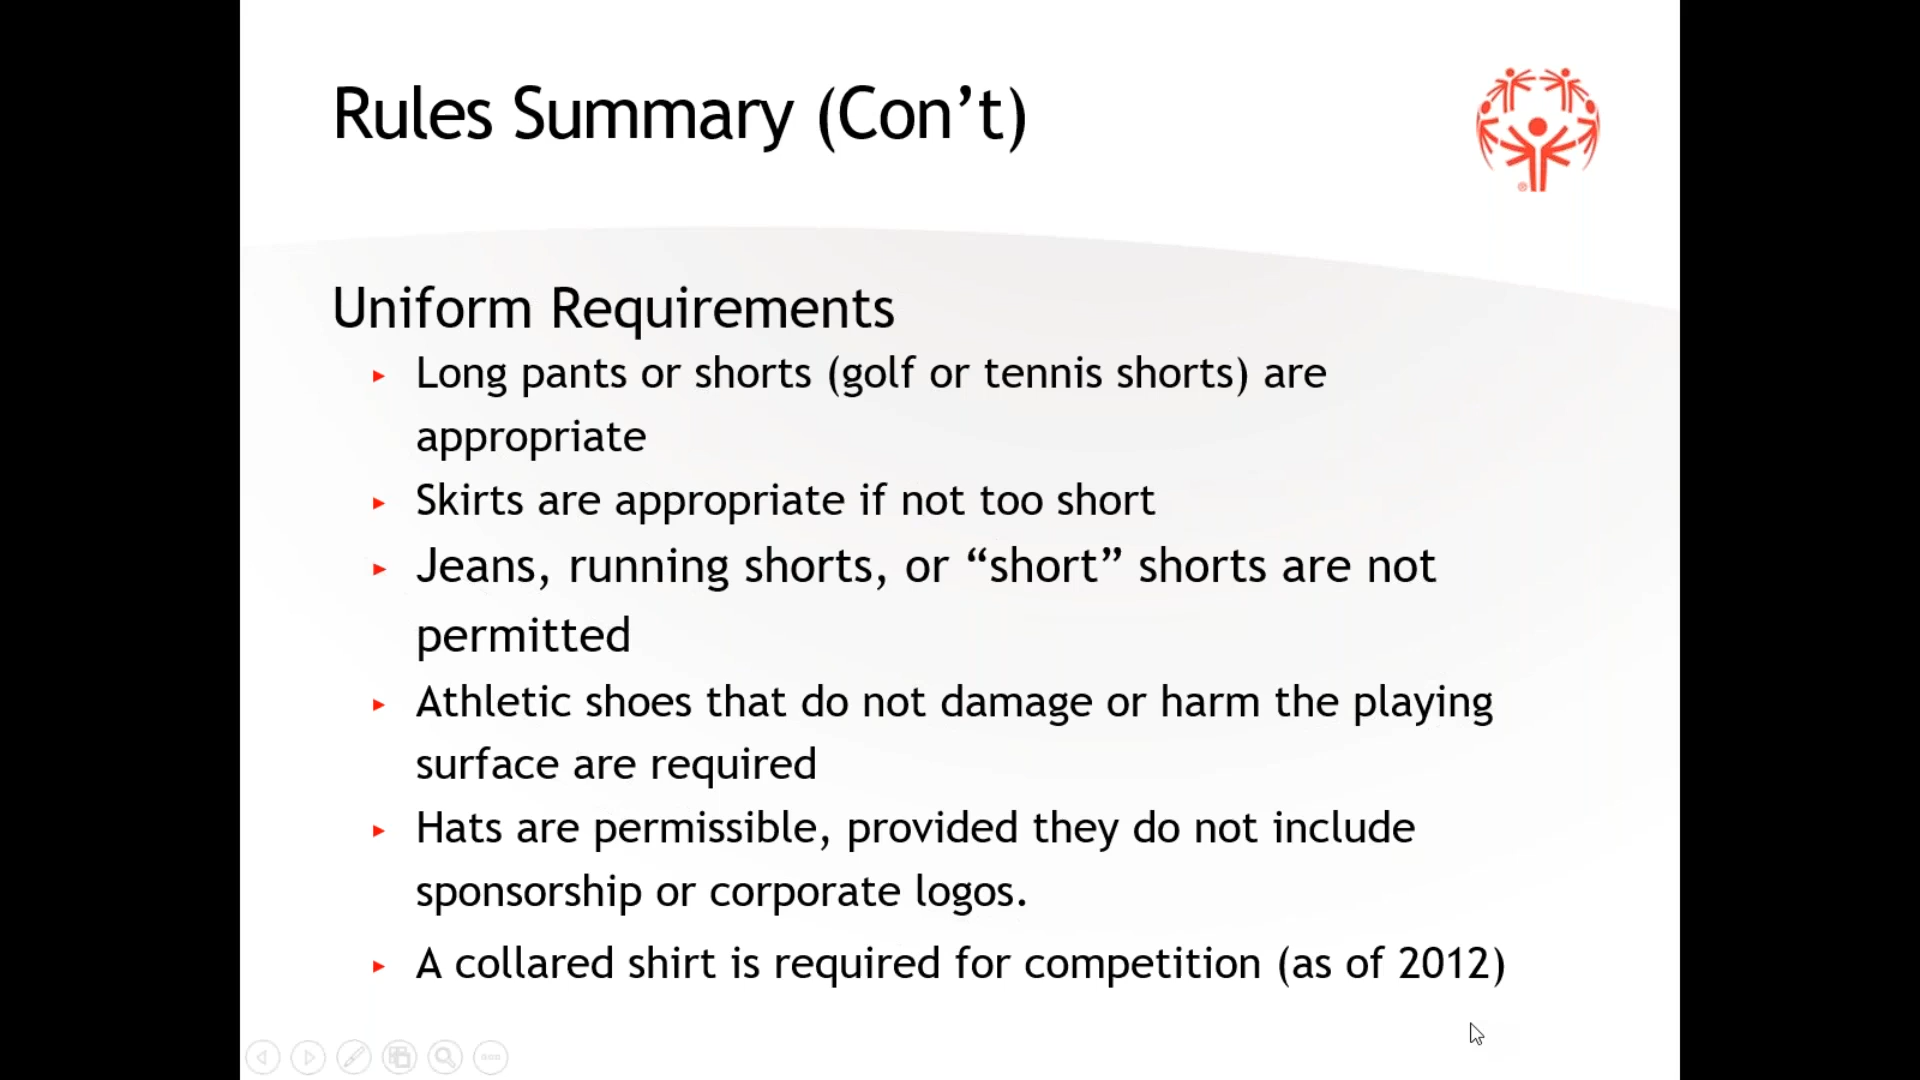 Rules Summary (Con’t)
Uniform Requirements
Long pants or shorts (golf or tennis shorts) are
appropriate
Skirts are appropriate if not too short
Jeans, running shorts, or “short” shorts are not
permitted
Athletic shoes that do not damage or harm the playing
surface are required
Hats are permissible, provided they do not include
sponsorship or corporate logos.
A collared shirt is required for competition (as of 2012)